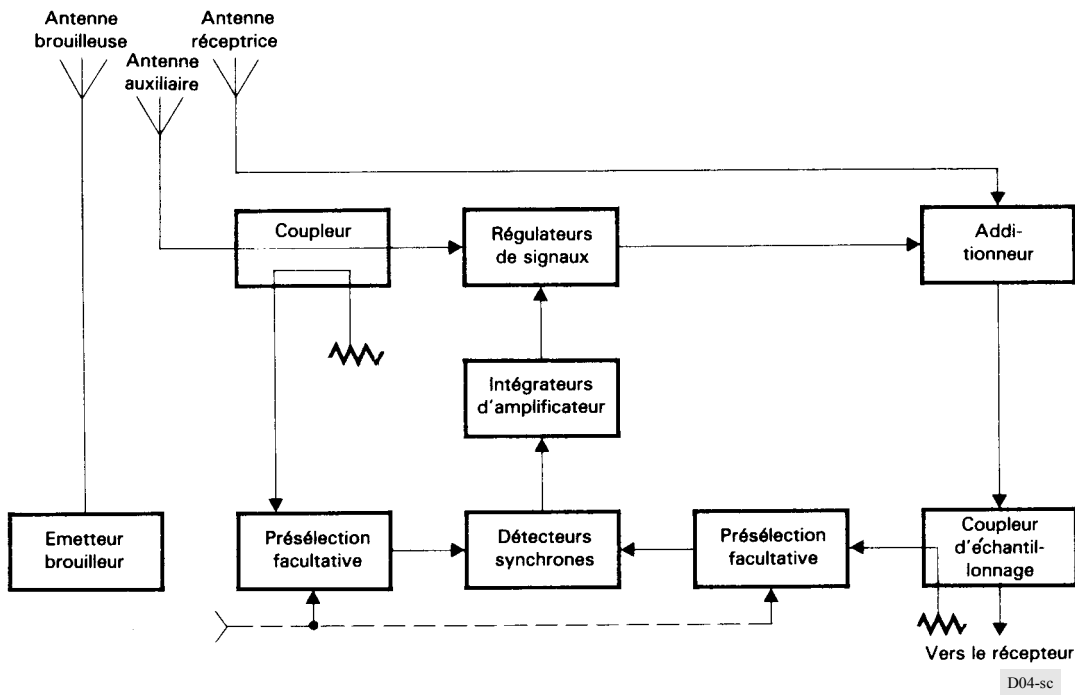 Antenne
brouilleuse
Antenne
auxiliaire
Antenne
réceptrice
Coupleur
Régulateurs
de signaux
Addi-
tionneur
Intégrateurs
d'amplificateur
Emetteur
brouilleur
Présélection
facultative
Détecteurs
synchrones
Présélection
facultative
Coupleur
d'échantil-
lonnage
Vers le récepteur
D04-sc